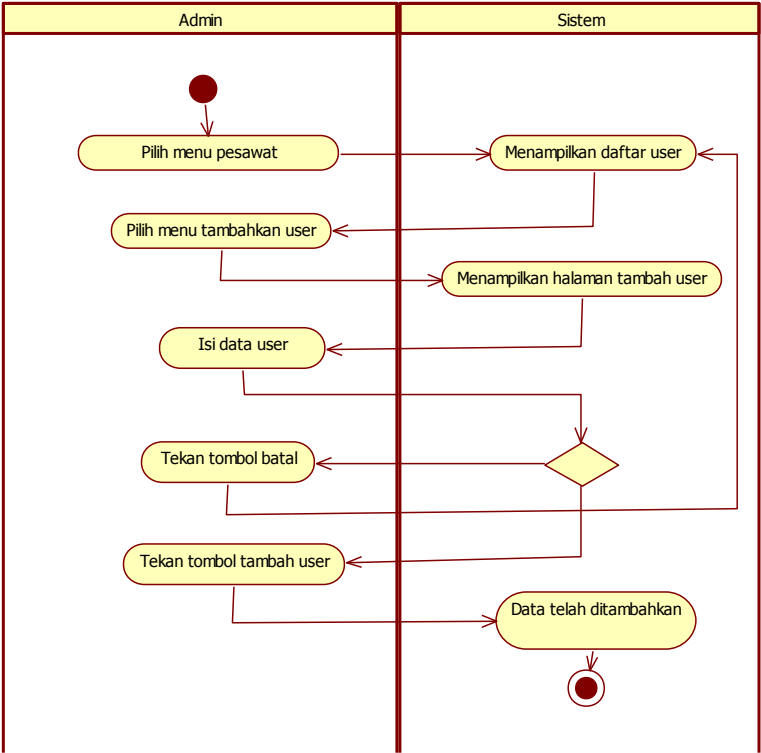 Admin
Sistem
Pilih menu pesawat
Menampilkan daftar user
Pilih menu tambahkan user
Menampilkan halaman tambah user
Isi data user
Tekan tombol batal
Tekan tombol tambah user
Data telah ditambahkan